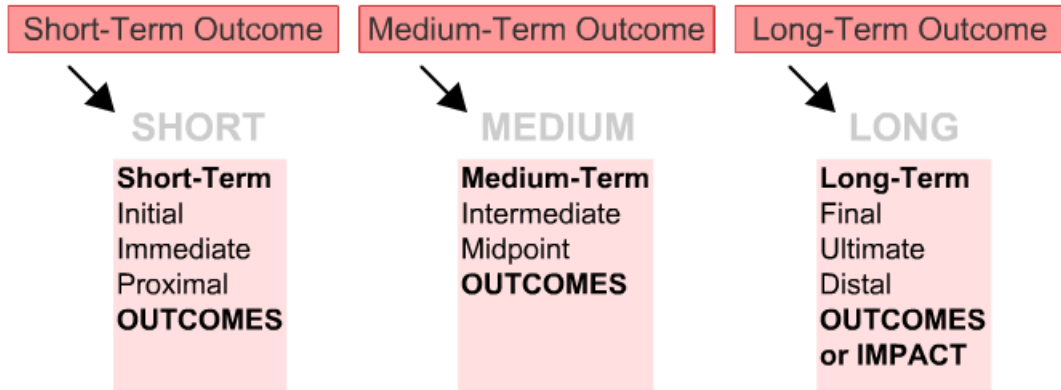 Short-Term Outcome
Medium-Term Outcome
Long-Term Outcome
SHORT
Short-Term
Initial
Immediate
Proximal
OUTCOMES
MEDIUM
Medium-Term
Intermediate
Midpoint
OUTCOMES
LONG
Long-Term
Final
Ultimate
Distal
OUTCOMES
or IMPACT